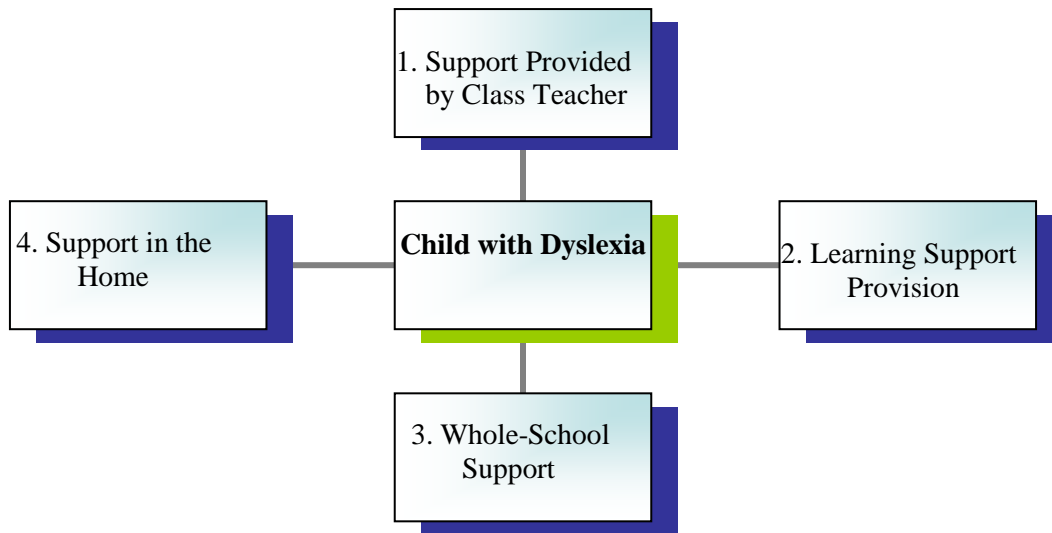 1. Support Provided
by Class Teacher
4. Support in the
Home
Child with Dyslexia
2. Learning Support
Provision
3. Whole-School
Support